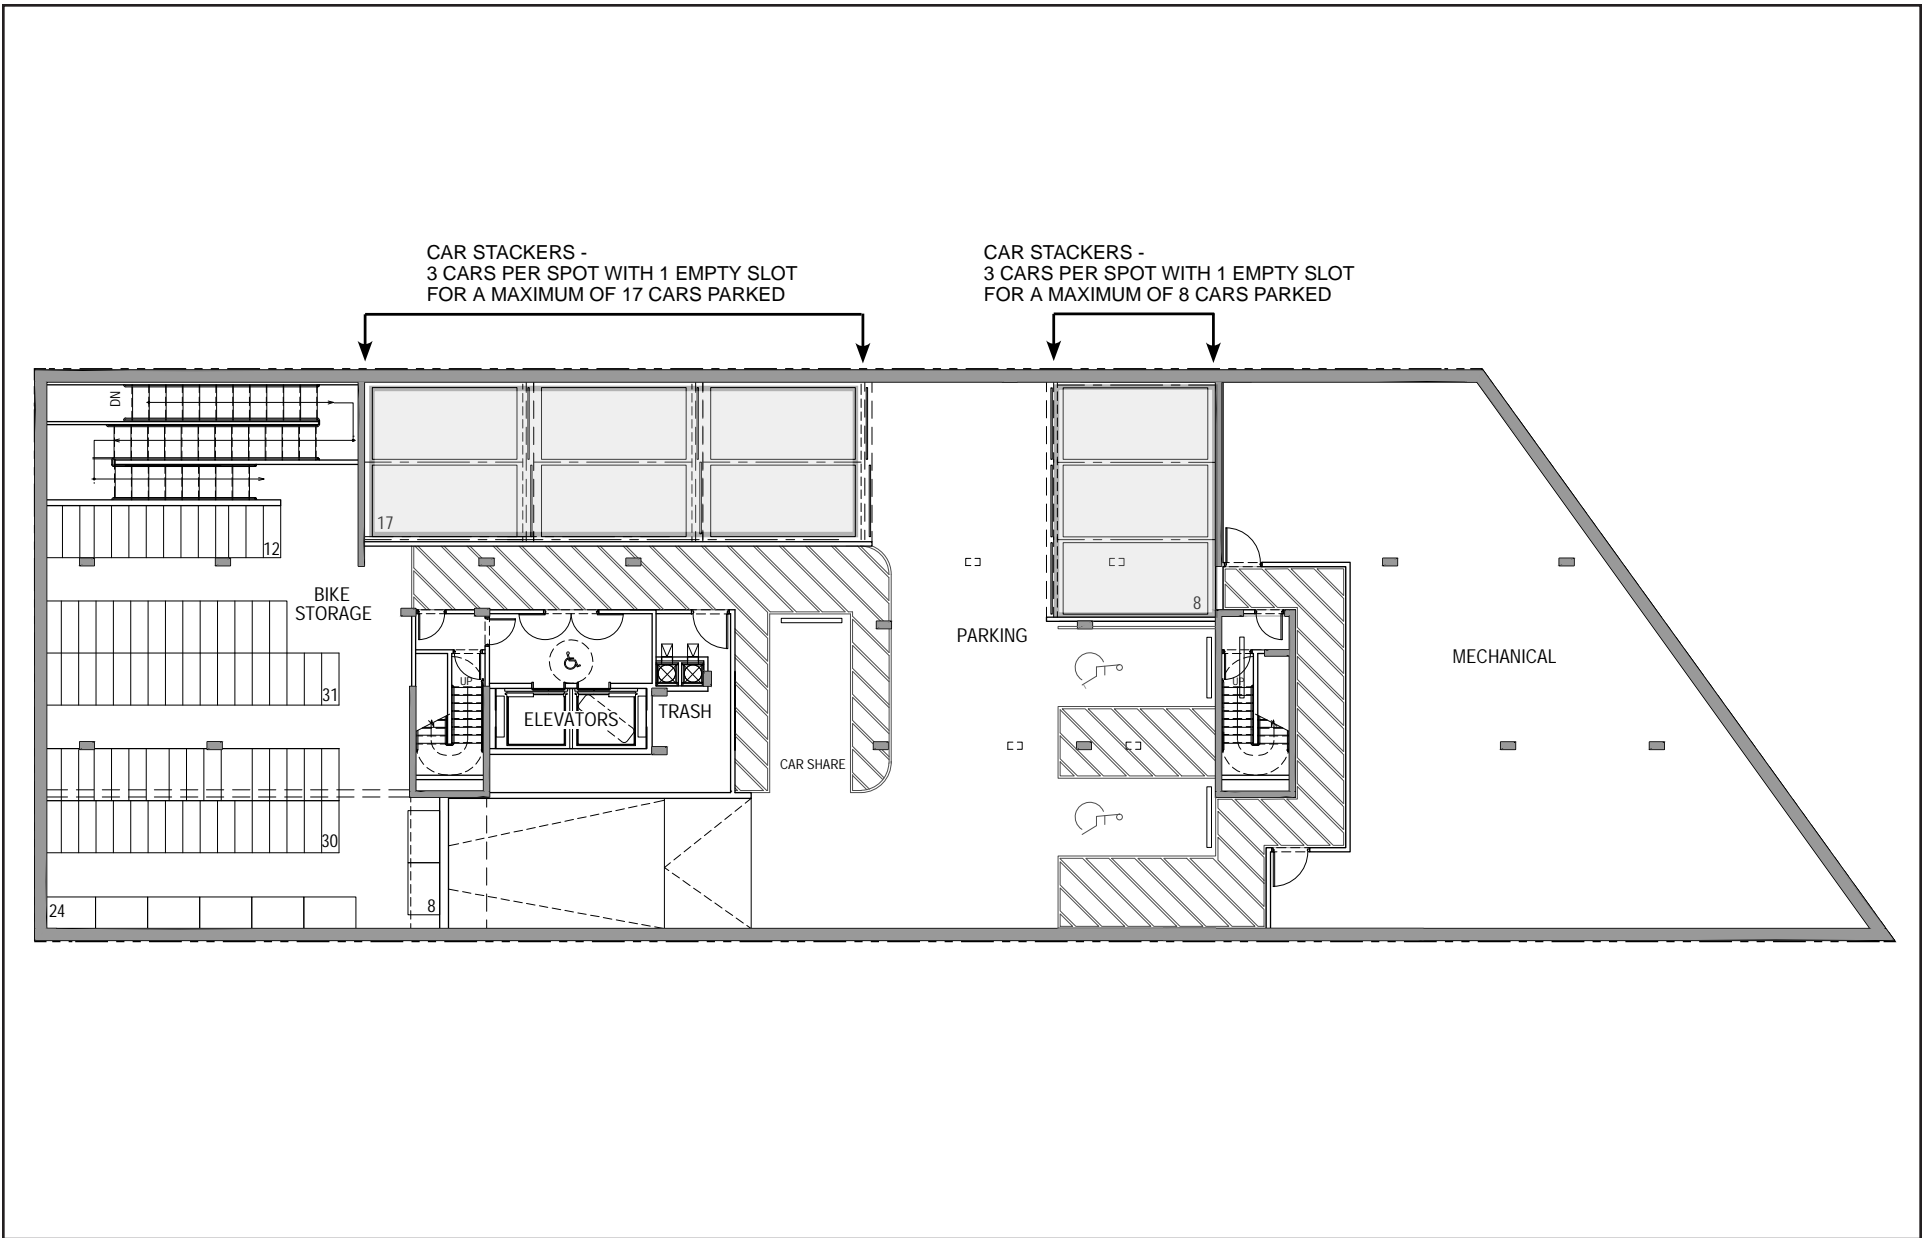 CAR STACKERS -
3 CARS PER SPOT WITH 1 EMPTY SLOT
FOR A MAXIMUM OF 17 CARS PARKED
CAR STACKERS -
3 CARS PER SPOT WITH 1 EMPTY SLOT
FOR A MAXIMUM OF 8 CARS PARKED
DN
17
12
BIKE
STORAGE
8
PARKING
MECHANICAL
31
UP
ELEVATORS
TRASH
UP
CAR SHARE
30
24
8